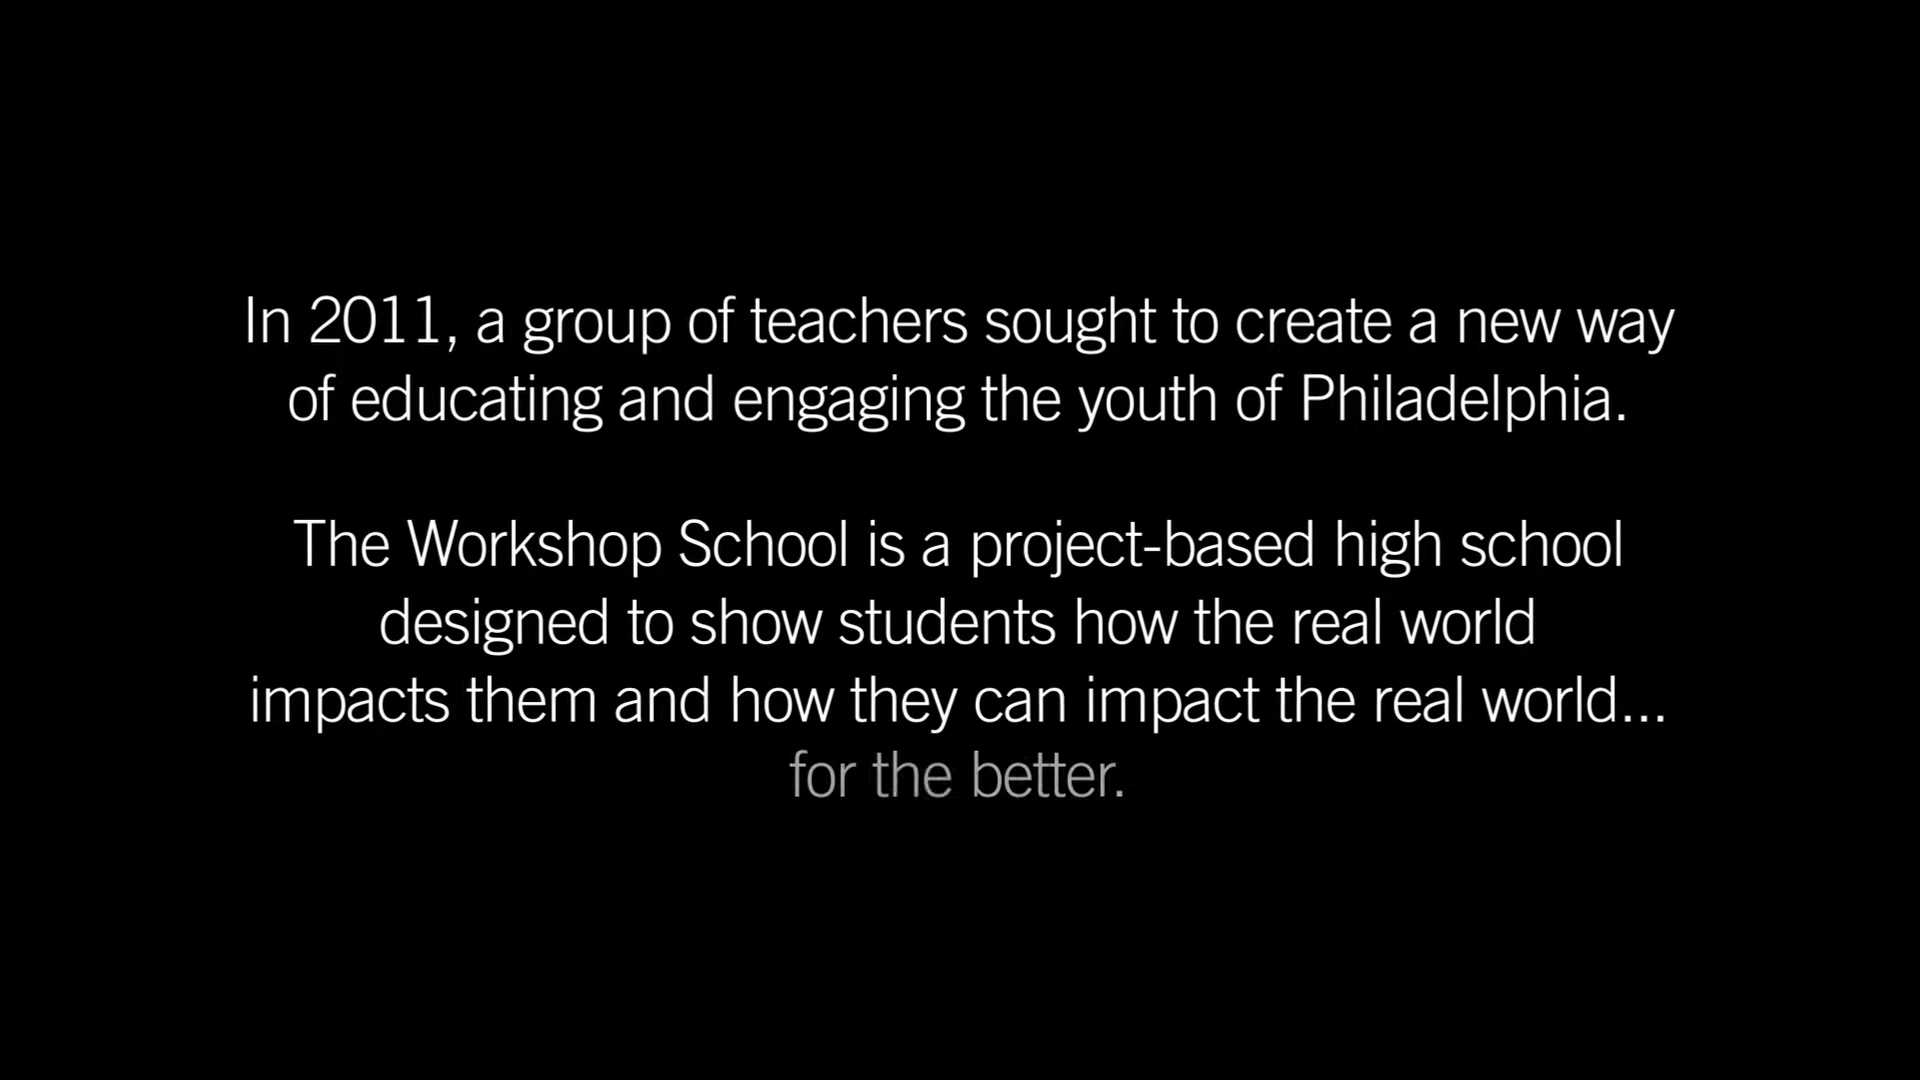 In 2011, a group of teachers sought to create a new way
of educating and engaging the youth of Philadelphia.
The Workshop School is a project-based high school
designed to show students how the real world
impacts them and how they can impact the real world...
for the better.